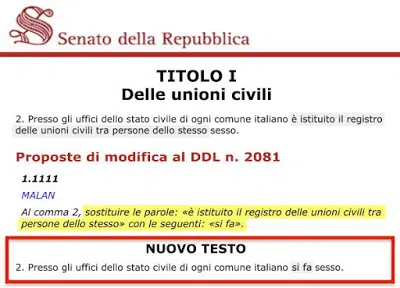 Senato della Repubblica
TITOLO I
Delle unioni civili
2. Presso gli uffici dello stato civile di ogni comune italiano è istituito il registro
delle unioni civili tra persone dello stesso sesso.
Proposte di modifica al DDL n. 2081
1.1111
MALAN
Al comma 2, sostituire le parole: «è istituito il registro delle unioni civili tra
persone dello stesso» con le seguenti: «si fa».
NUOVO TESTO
2. Presso gli uffici dello stato civile di ogni comune italiano si fa sesso.